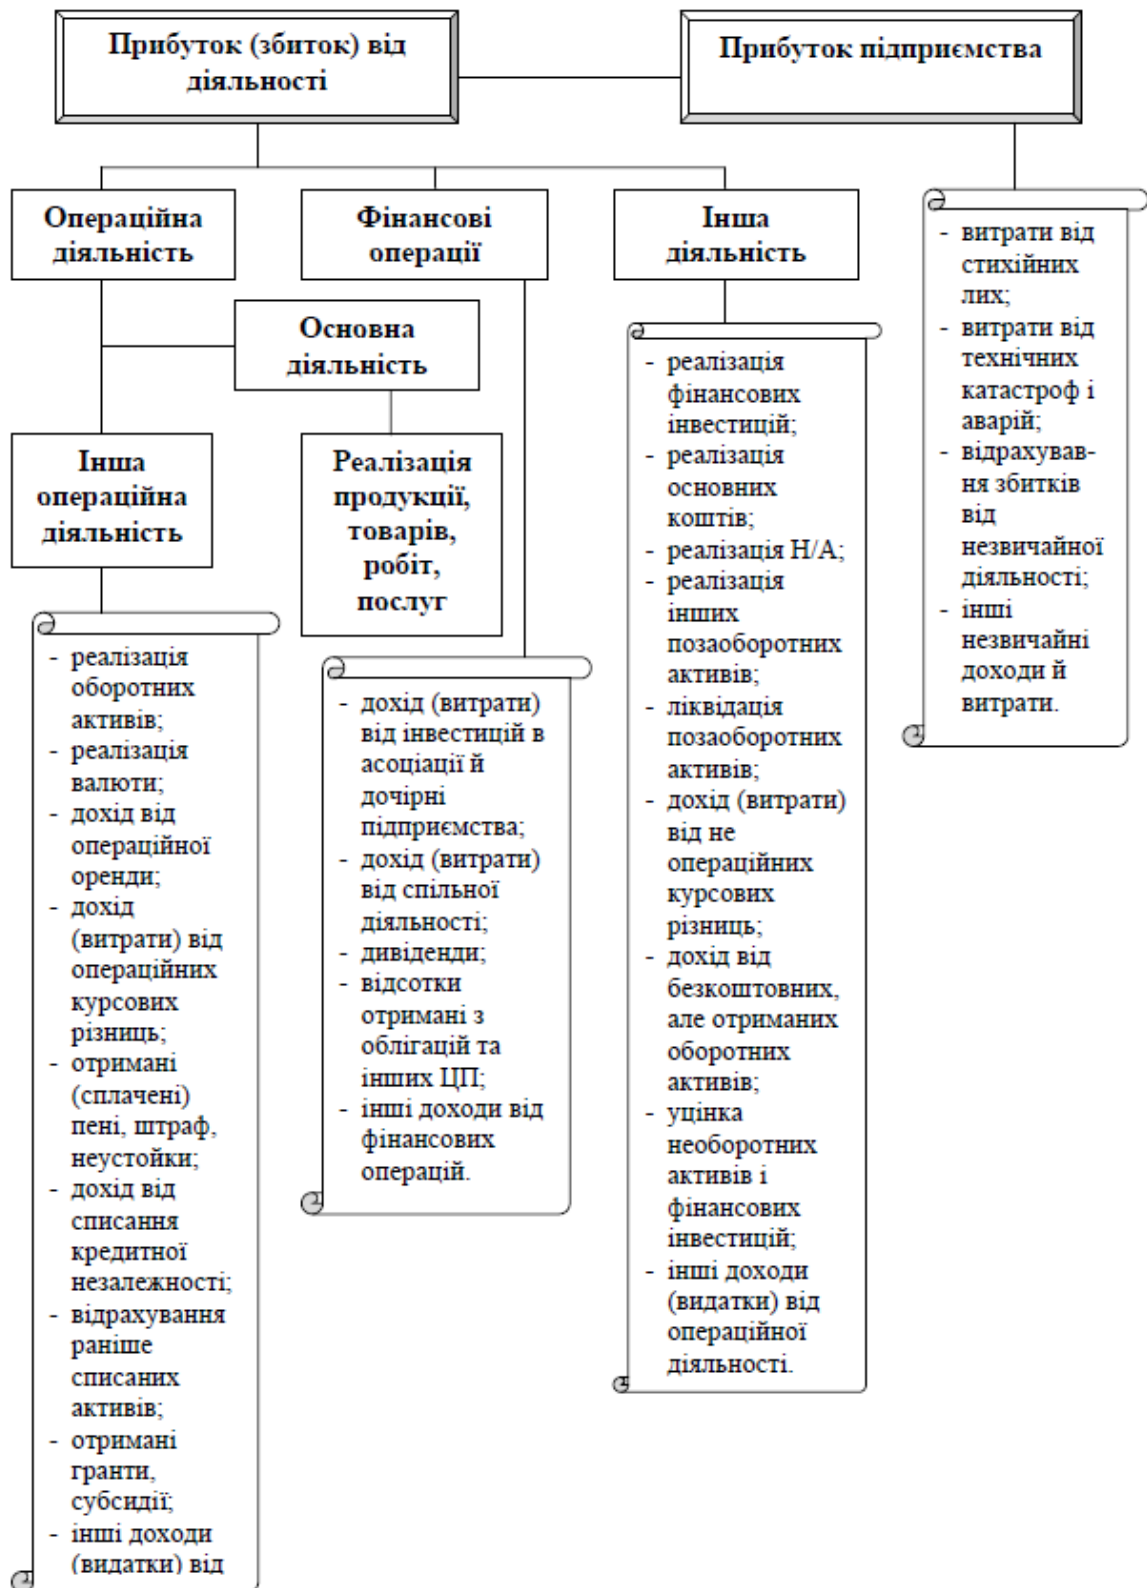 Прибуток (збиток) від
діяльності
Прибуток підприємства
Операційна
діяльність
Фінансові
операції
Інша
діяльність
Основна
діяльність
Інша
операційна
діяльність
Реалізація
продукції,
товарів,
робіт,
послуг
- реалізація
оборотних
активів;
- реалізація
валюти;
- дохід від
операційної
оренди;
- дохід
(витрати) від
операційних
курсових
різниць;
- отримані
(сплачені)
пені, штраф,
неустойки;
- дохід від
списання
кредитної
незалежності;
- відрахування
раніше
списаних
активів;
- отримані
гранти,
субсидії;
- інші доходи
(видатки) від
- дохід (витрати)
від інвестицій в
асоціації й
дочірні
підприємства;
- дохід (витрати)
від спільної
діяльності;
- дивіденди;
- відсотки
отримані з
облігацій та
інших ЦП;
- інші доходи від
фінансових
операцій.
- реалізація
фінансових
інвестицій;
- реалізація
основних
коштів;
- реалізація Н/А;
- реалізація
інших
позаоборотних
активів;
- ліквідація
позаоборотних
активів;
- дохід (витрати)
від не
операційних
курсових
різниць;
- дохід від
безкоштовних,
але отриманих
оборотних
активів;
- уцінка
необоротних
активів і
фінансових
інвестицій;
- інші доходи
(видатки) від
операційної
діяльності.
- витрати від
стихійних
лих;
- витрати від
технічних
катастроф і
аварій;
- відрахував-
ня збитків
від
незвичайної
діяльності;
- інші
незвичайні
доходи й
витрати.